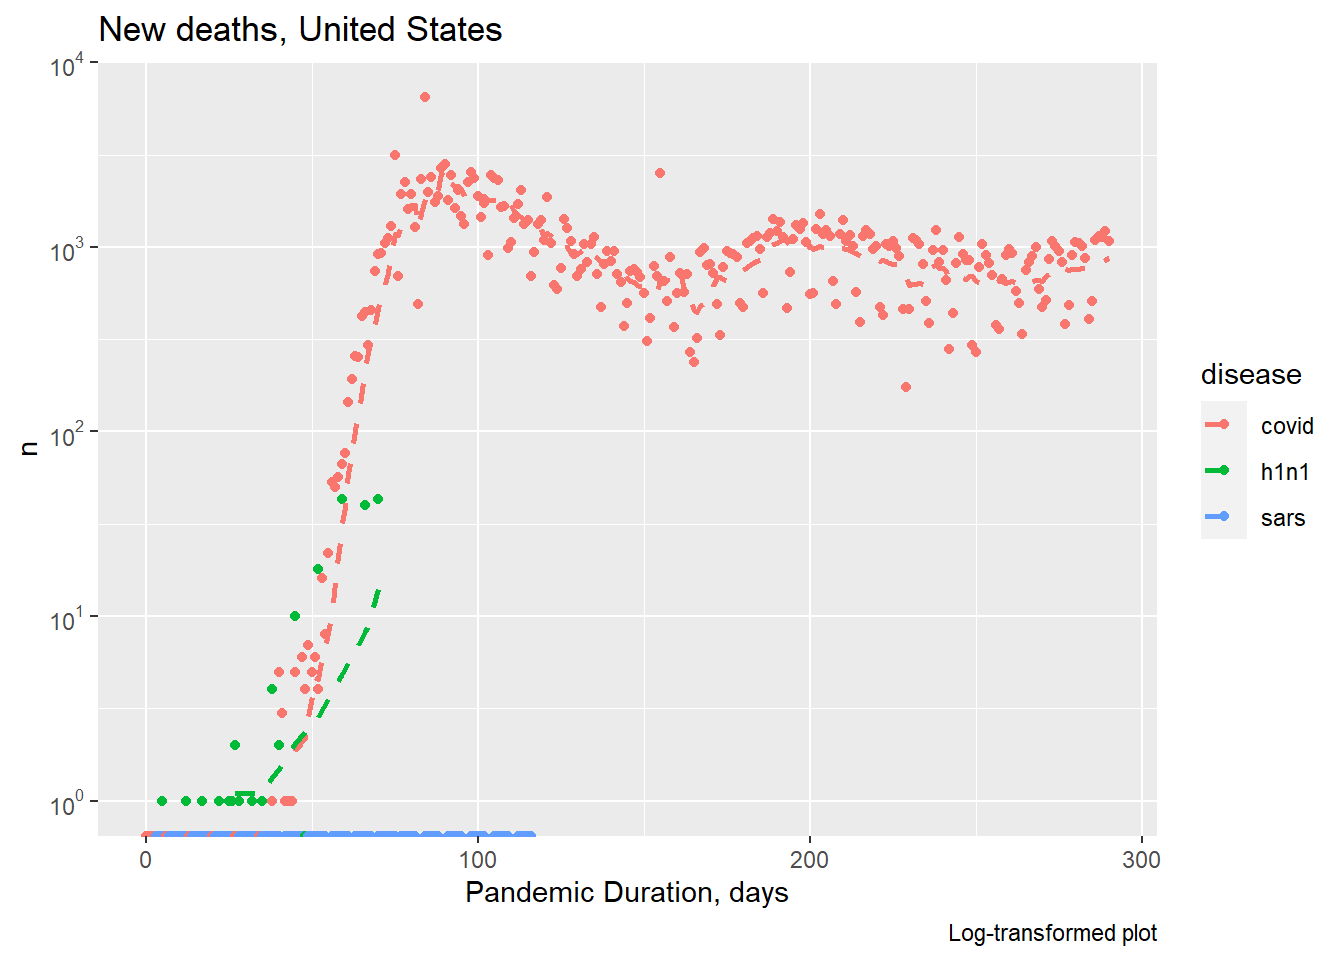 New deaths, United States
10^4
10^3
10^2
10^1
10^0
n
0 100 200 300
Pandemic Duration, days
Log-transformed plot
disease
covid
h1n1
sars